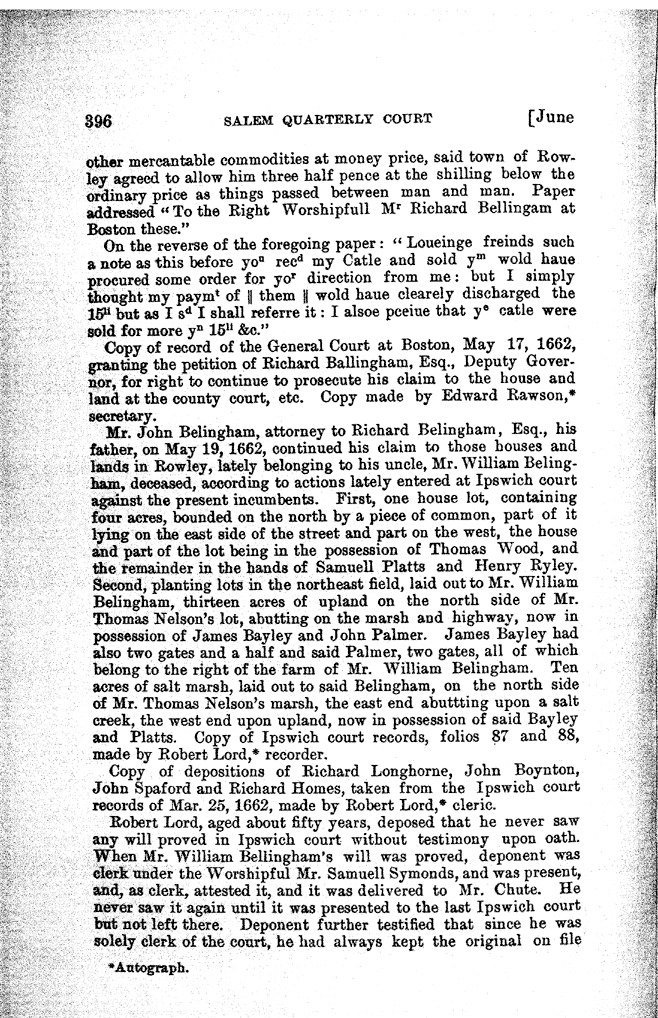 396 SALEM QUARTERLY COURT [June
other mercantable commodities at money price, said town of Row-
ley agreed to allow him three half pence at the shilling below the
ordinary price as things passed between man and man. Paper
addressed "To the Right Worshipfull Mʳ Richard Bellingam at
Boston these."
On the reverse of the foregoing paper: "Loueinge freinds such
a note as this before yoⁿ recᵈ my Catle and sold yᵐ wold haue
procured some order for yoʳ direction from me: but I simply
thought my paymᵗ of ‖ them ‖ wold haue clearely discharged the
15ˡˡ but as I sᵈ I shall referre it: I alsoe pceiue that yᵉ catle were
sold for more yⁿ 15ˡˡ &c."
Copy of record of the General Court at Boston, May 17, 1662,
granting the petition of Richard Ballingham, Esq., Deputy Gover-
nor, for right to continue to prosecute his claim to the house and
land at the county court, etc. Copy made by Edward Rawson,*
secretary.
Mr. John Belingham, attorney to Richard Belingham, Esq., his
father, on May 19, 1662, continued his claim to those houses and
lands in Rowley, lately belonging to his uncle, Mr. William Beling-
ham, deceased, according to actions lately entered at Ipswich court
against the present incumbents. First, one house lot, containing
four acres, bounded on the north by a piece of common, part of it
lying on the east side of the street and part on the west, the house
and part of the lot being in the possession of Thomas Wood, and
the remainder in the hands of Samuell Platts and Henry Ryley.
Second, planting lots in the northeast field, laid out to Mr. William
Belingham, thirteen acres of upland on the north side of Mr.
Thomas Nelson's lot, abutting on the marsh and highway, now in
possession of James Bayley and John Palmer. James Bayley had
also two gates and a half and said Palmer, two gates, all of which
belong to the right of the farm of Mr. William Belingham. Ten
acres of salt marsh, laid out to said Belingham, on the north side
of Mr. Thomas Nelson's marsh, the east end abuttting upon a salt
creek, the west end upon upland, now in possession of said Bayley
and Platts. Copy of Ipswich court records, folios 87 and 88,
made by Robert Lord,* recorder.
Copy of depositions of Richard Longhorne, John Boynton,
John Spaford and Richard Homes, taken from the Ipswich court
records of Mar. 25, 1662, made by Robert Lord,* cleric.
Robert Lord, aged about fifty years, deposed that he never saw
any will proved in Ipswich court without testimony upon oath.
When Mr. William Bellingham's will was proved, deponent was
clerk under the Worshipful Mr. Samuell Symonds, and was present,
and, as clerk, attested it, and it was delivered to Mr. Chute. He
never saw it again until it was presented to the last Ipswich court
but not left there. Deponent further testified that since he was
solely clerk of the court, he had always kept the original on file
*Autograph.